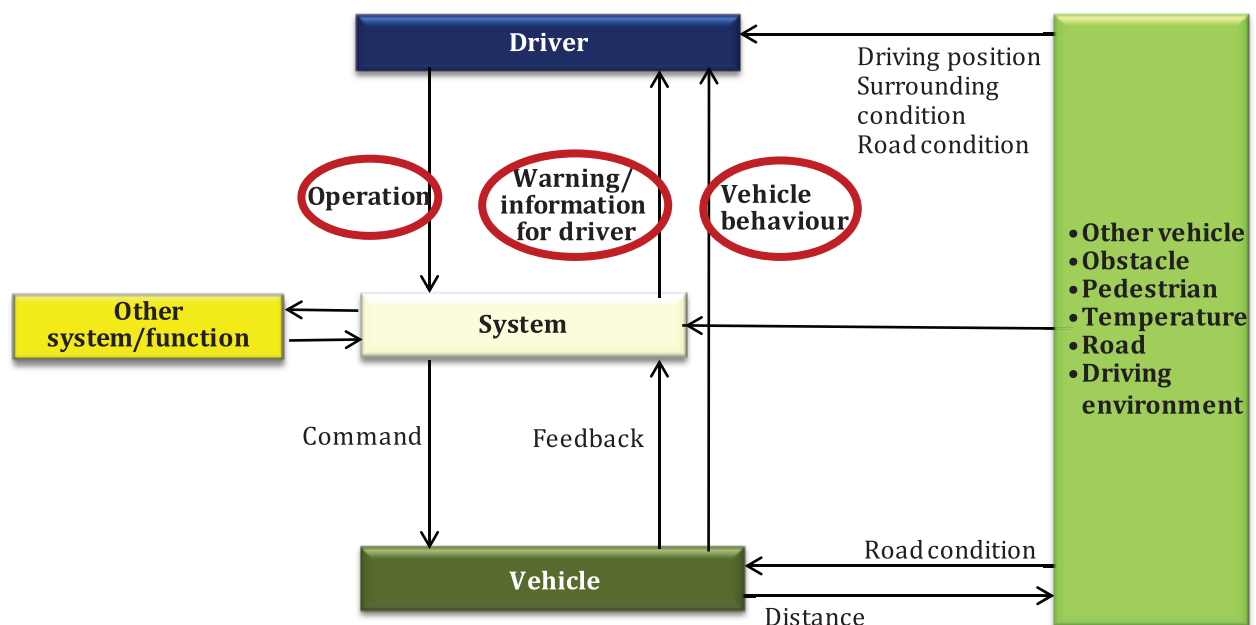 Driver
Driving position
Surrounding
condition
Road condition
Operation
Warning/
information
for driver
Vehicle
behaviour
Other
system/function
System
•Other vehicle
•Obstacle
•Pedestrian
•Temperature
•Road
•Driving
environment
Command
Feedback
Vehicle
Road condition
Distance